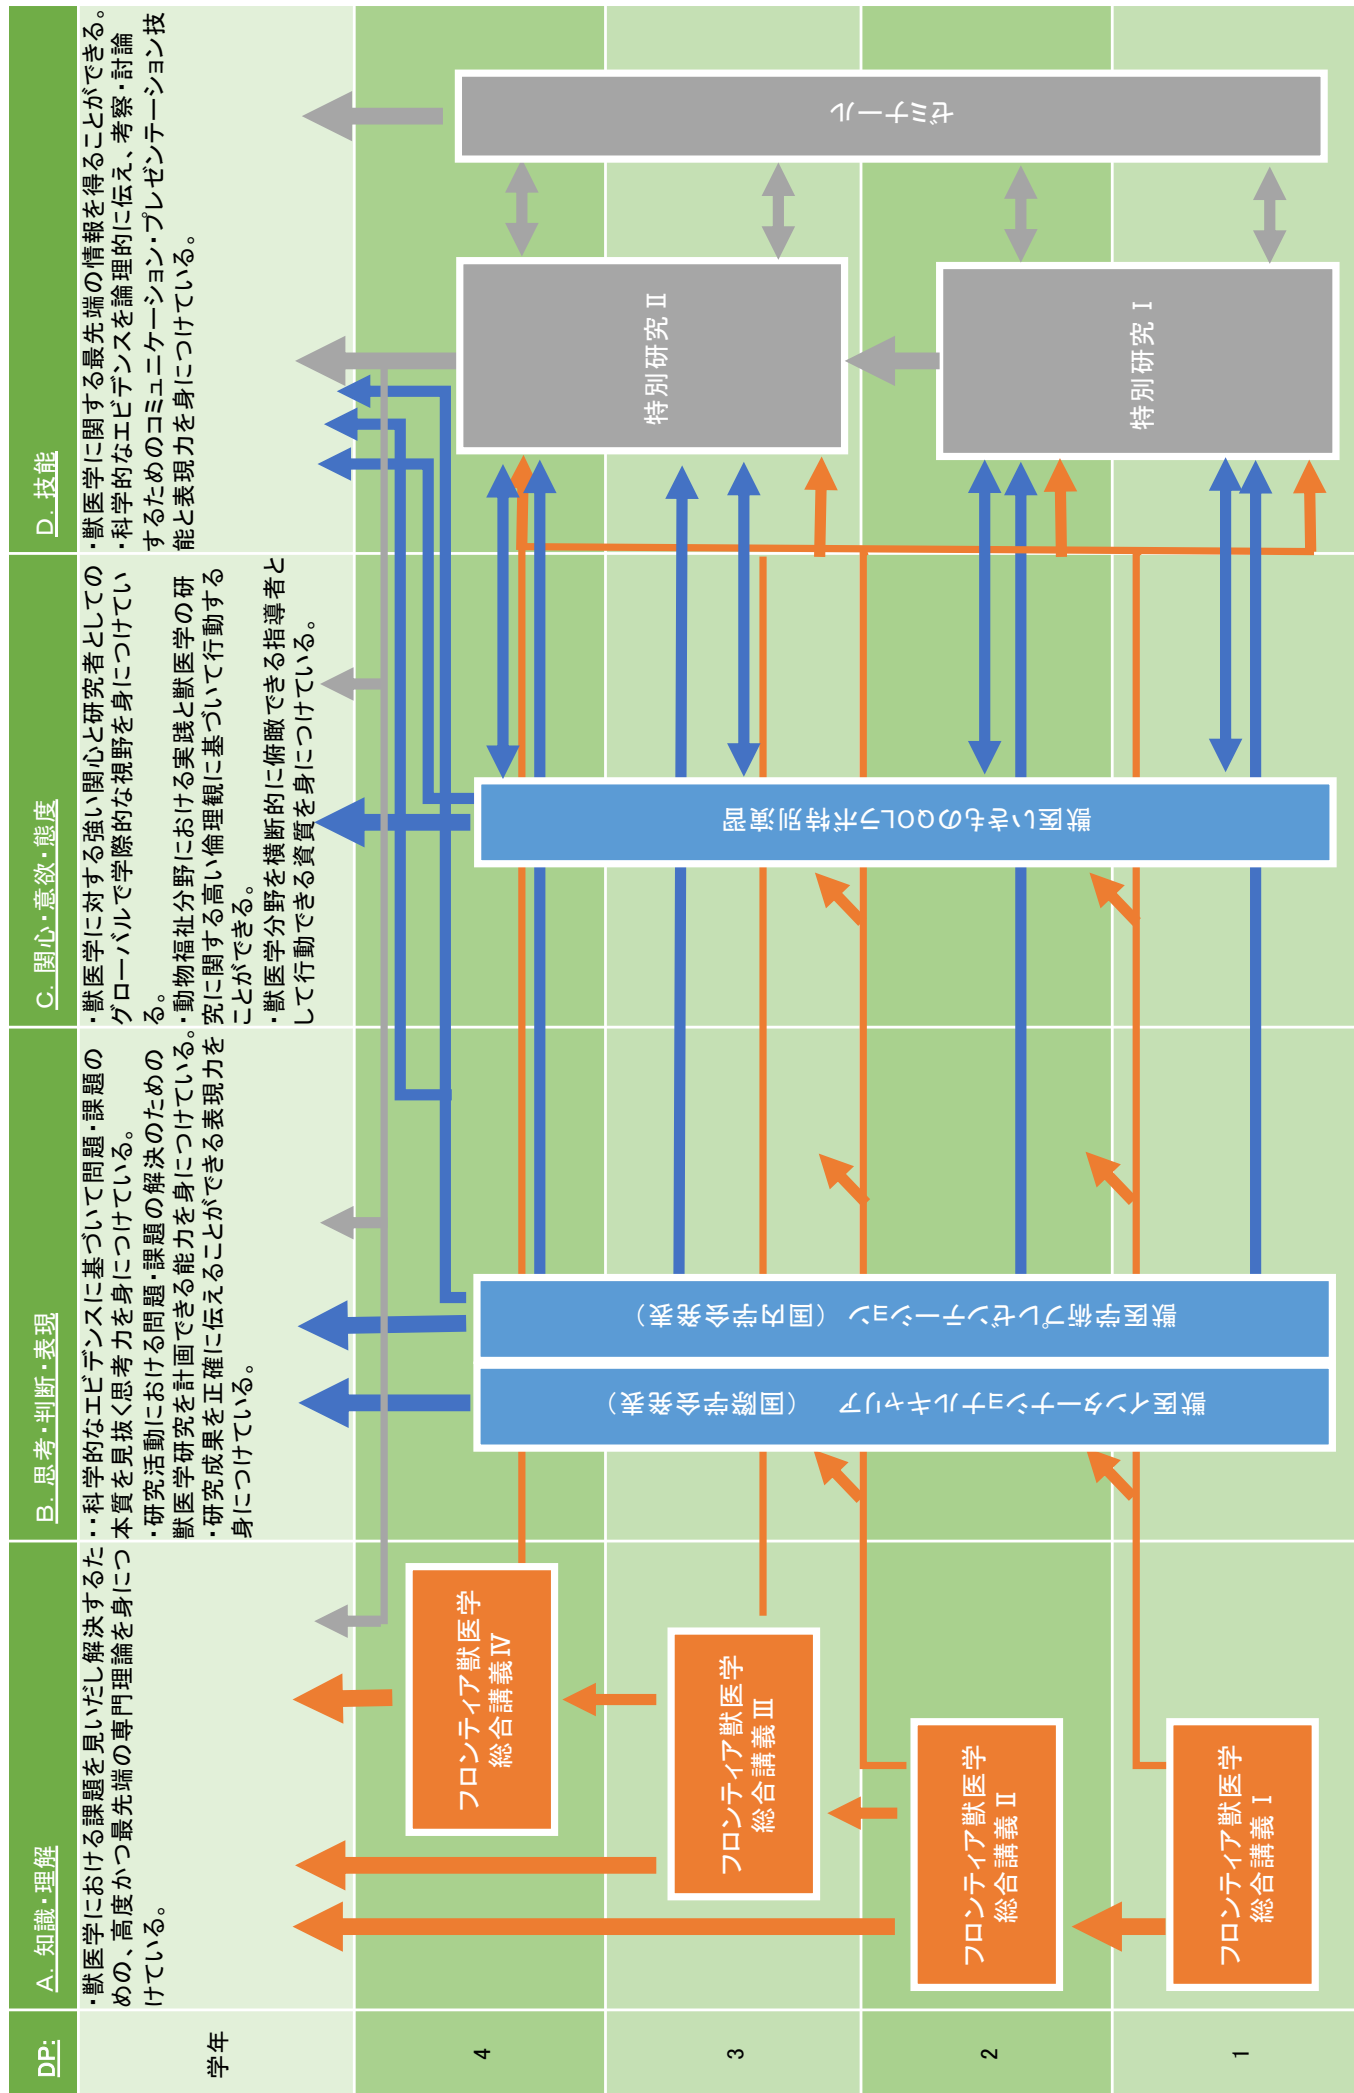 DP:
A. 知識・理解
B. 思考・判断・表現
C. 関心・意欲・態度
D. 技能
学年
・獣医学における課題を見いだし解決するた
めの、高度かつ最先端の専門理論を身につ
けている。
・・科学的なエビデンスに基づいて問題・課題の
本質を見抜く思考力を身につけている。
・研究活動における問題・課題の解決のための
獣医学研究を計画できる能力を身につけている。
・研究成果を正確に伝えることができる表現力を
身につけている。
・獣医学に対する強い関心と研究者としての
グローバルで学際的な視野を身につけてい
る。
・動物福祉分野における実践と獣医学の研
究に関する高い倫理観に基づいて行動する
ことができる。
・獣医学分野を横断的に俯瞰できる指導者と
して行動できる資質を身につけている。
・獣医学に関する最先端の情報を得ることができる。
・科学的なエビデンスを論理的に伝え、考察・討論
するためのコミュニケーション・プレゼンテーション技
能と表現力を身につけている。
4
フロンティア獣医学
総合講義Ⅳ
3
フロンティア獣医学
総合講義Ⅲ
2
フロンティア獣医学
総合講義Ⅱ
1
フロンティア獣医学
総合講義Ⅰ
獣医インターナショナルキャリア （国際学会発表）
獣医学術プレゼンテーション （国内学会発表）
獣医いきものQOLラボ特別演習
特別研究Ⅱ
特別研究Ⅰ
ゼミナール